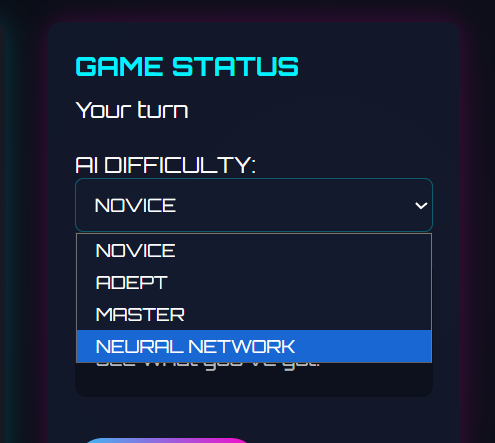 GAME STATUS
Your turn
AI DIFFICULTY:
NOVICE
NOVICE
ADEPT
MASTER
NEURAL NETWORK
see what you've got.